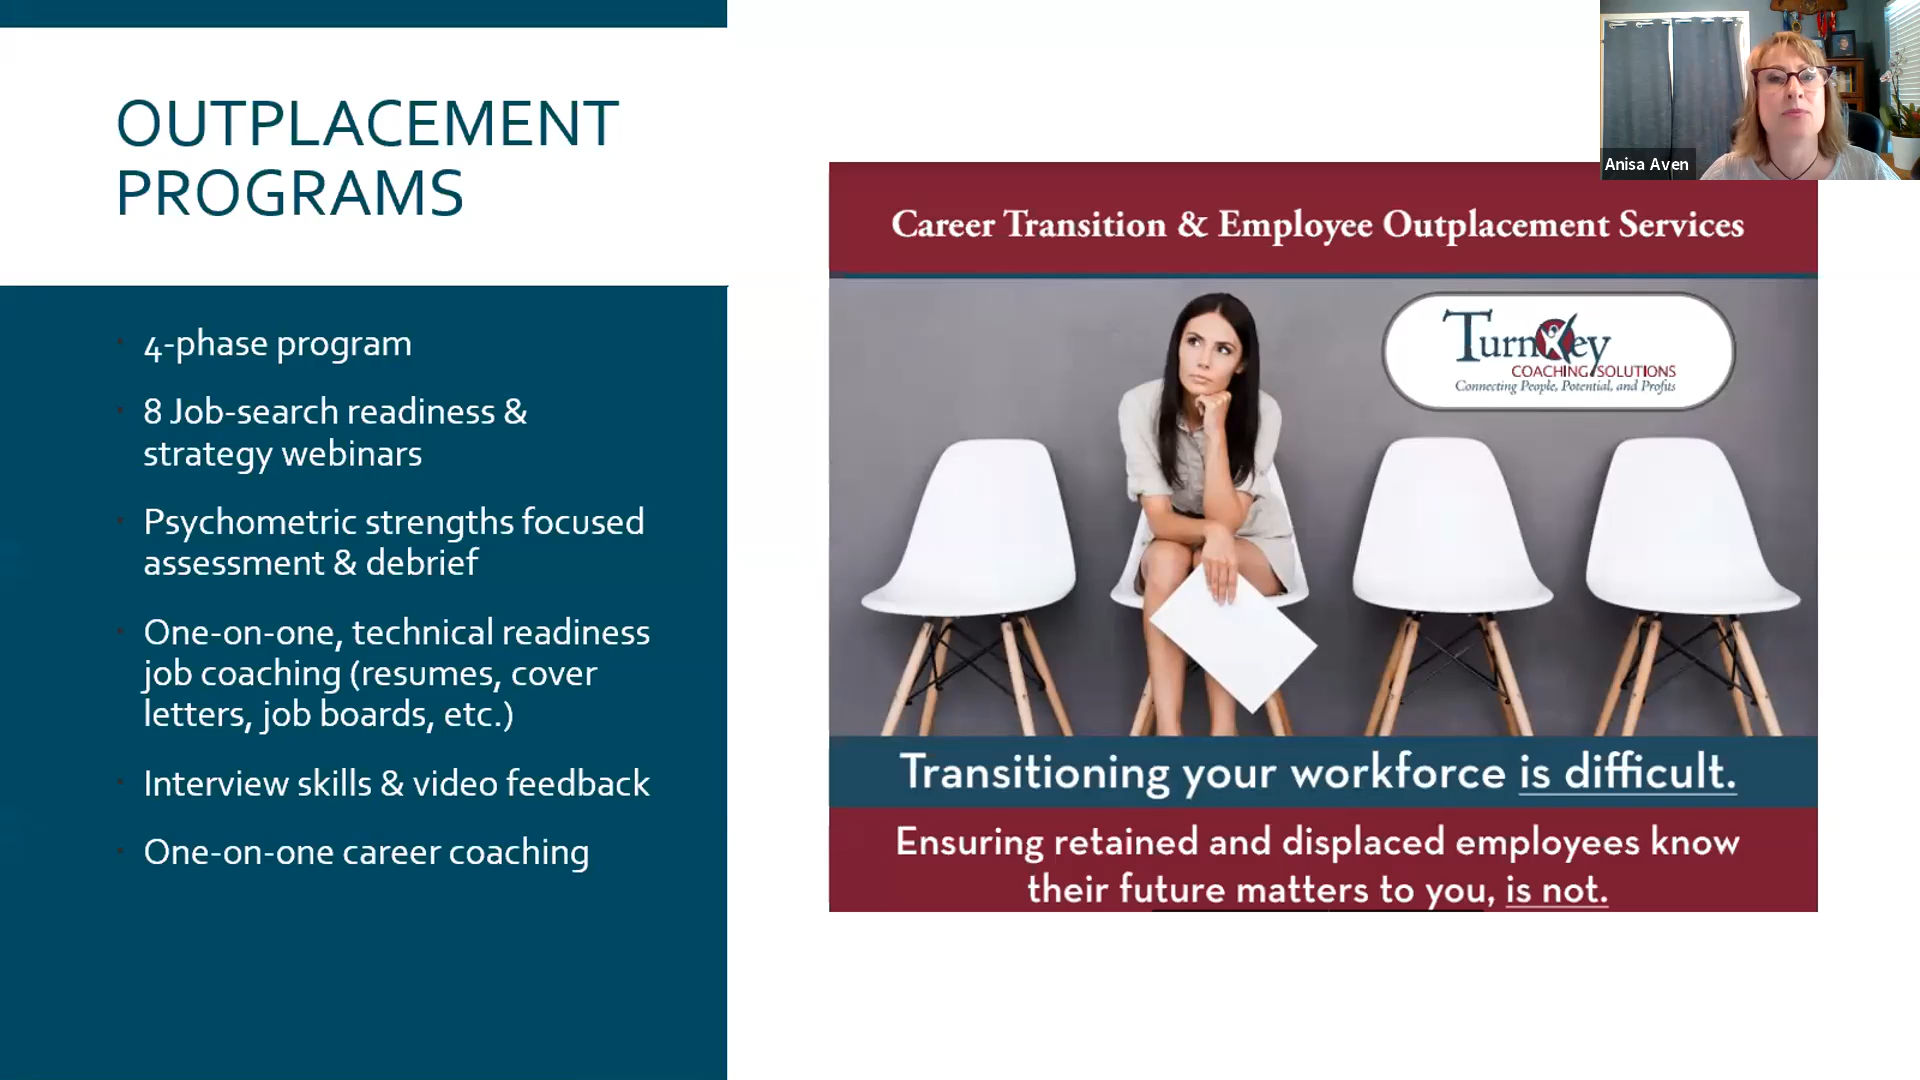 OUTPLACEMENT
PROGRAMS
4-phase program
8 Job-search readiness &
strategy webinars
Psychometric strengths focused
assessment & debrief
One-on-one, technical readiness
job coaching (resumes, cover
letters, job boards, etc.)
Interview skills & video feedback
One-on-one career coaching
Anisa Aven
Career Transition & Employee Outplacement Services
TurnKey
COACHING SOLUTIONS
Connecting People, Potential, and Profits
Transitioning your workforce is difficult.
Ensuring retained and displaced employees know
their future matters to you, is not.